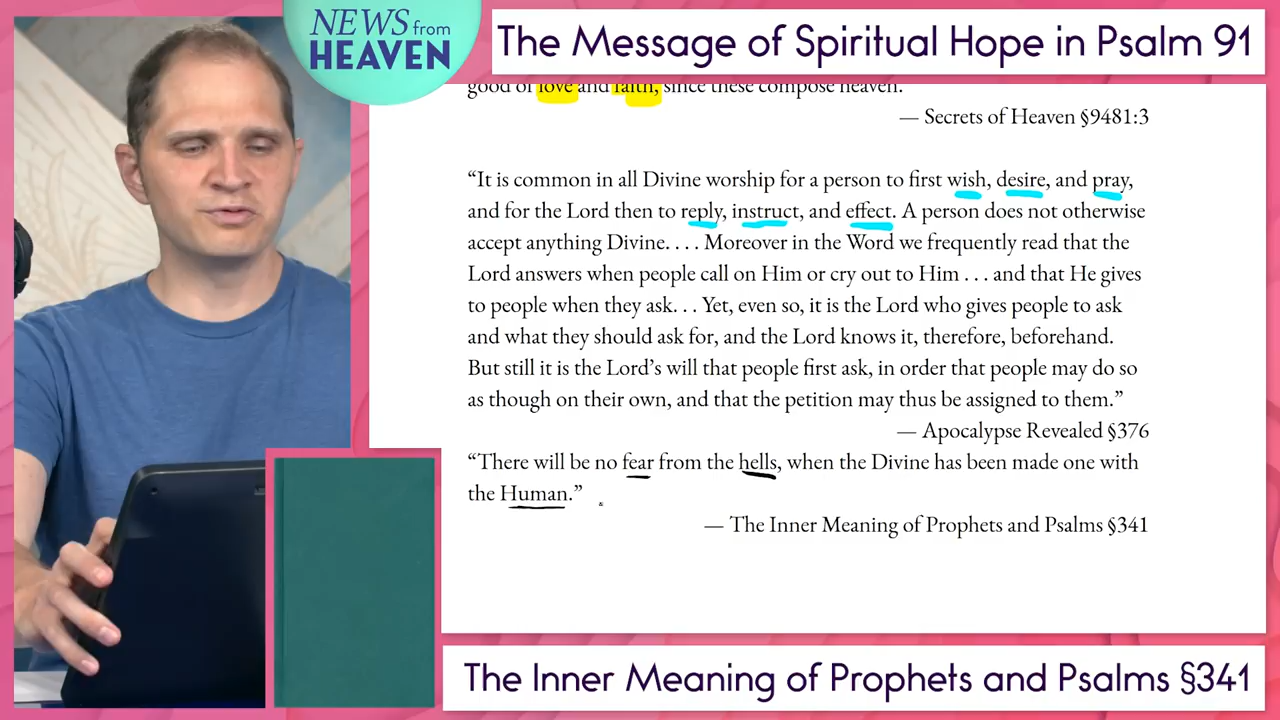 NEWS from
HEAVEN
The Message of Spiritual Hope in Psalm 91
good of love and faith, since these compose heaven.
— Secrets of Heaven §9481:3
“It is common in all Divine worship for a person to first wish, desire, and pray,
and for the Lord then to reply, instruct, and effect. A person does not otherwise
accept anything Divine. . . . Moreover in the Word we frequently read that the
Lord answers when people call on Him or cry out to Him . . . and that He gives
to people when they ask. . . Yet, even so, it is the Lord who gives people to ask
and what they should ask for, and the Lord knows it, therefore, beforehand.
But still it is the Lord’s will that people first ask, in order that people may do so
as though on their own, and that the petition may thus be assigned to them.”
— Apocalypse Revealed §376
“There will be no fear from the hells, when the Divine has been made one with
the Human.”
— The Inner Meaning of Prophets and Psalms §341
The Inner Meaning of Prophets and Psalms §341